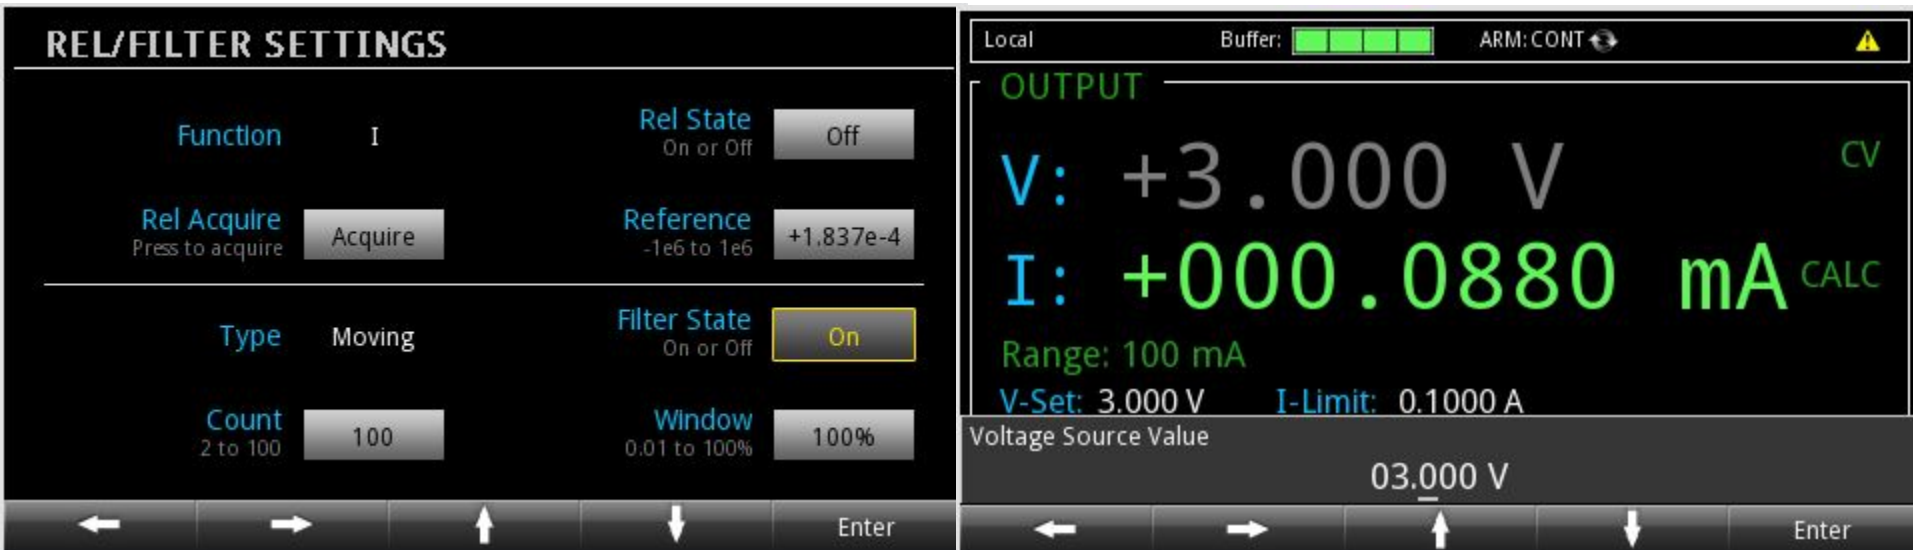 REL/FILTER SETTINGS
Function I
Rel State Off
On or Off
Rel Acquire Acquire
Press to acquire
Reference +1.837e-4
-1e6 to 1e6
Type Moving
Filter State On
On or Off
Count 100
2 to 100
Window 100%
0.01 to 100%
Enter
Local Buffer: ARM: CONT
OUTPUT
V: +3.000 V CV
I: +000.0880 mA CALC
Range: 100 mA
V-Set: 3.000 V I-Limit: 0.1000 A
Voltage Source Value
03.000 V
Enter